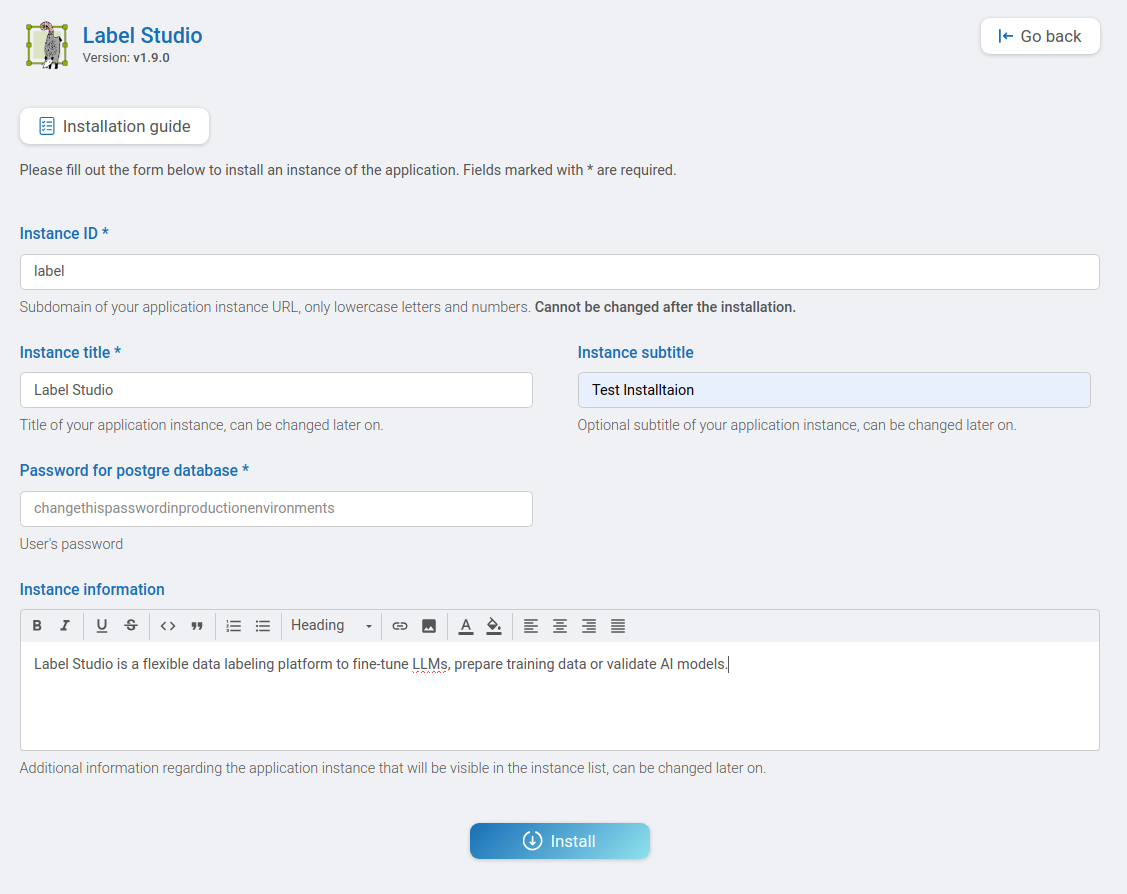 Label Studio
Version: v1.9.0
Go back
Installation guide
Please fill out the form below to install an instance of the application. Fields marked with * are required.
Instance ID *
label
Subdomain of your application instance URL, only lowercase letters and numbers. Cannot be changed after the installation.
Instance title *
Instance subtitle
Label Studio
Test Installtaion
Title of your application instance, can be changed later on.
Optional subtitle of your application instance, can be changed later on.
Password for postgre database *
changethispasswordinproductionenvironments
User's password
Instance information
B I U S Heading A
Label Studio is a flexible data labeling platform to fine-tune LLMs, prepare training data or validate AI models.
Additional information regarding the application instance that will be visible in the instance list, can be changed later on.
Install